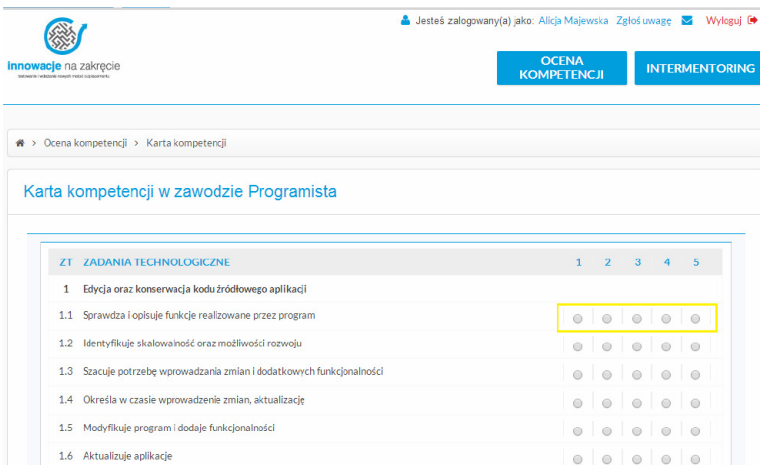 Jesteś zalogowany(a) jako: Alicja Majewska Zgłoś uwagę Wyloguj
innowacje na zakręcie
OCENA KOMPETENCJI
INTERMENTORING
> Ocena kompetencji > Karta kompetencji
Karta kompetencji w zawodzie Programista
ZT ZADANIA TECHNOLOGICZNE 1 2 3 4 5
1 Edycja oraz konserwacja kodu źródłowego aplikacji
1.1 Sprawdza i opisuje funkcje realizowane przez program
1.2 Identyfikuje skalowalność oraz możliwości rozwoju
1.3 Szacuje potrzebę wprowadzania zmian i dodatkowych funkcjonalności
1.4 Określa w czasie wprowadzenie zmian, aktualizację
1.5 Modyfikuje program i dodaje funkcjonalności
1.6 Aktualizuje aplikacje